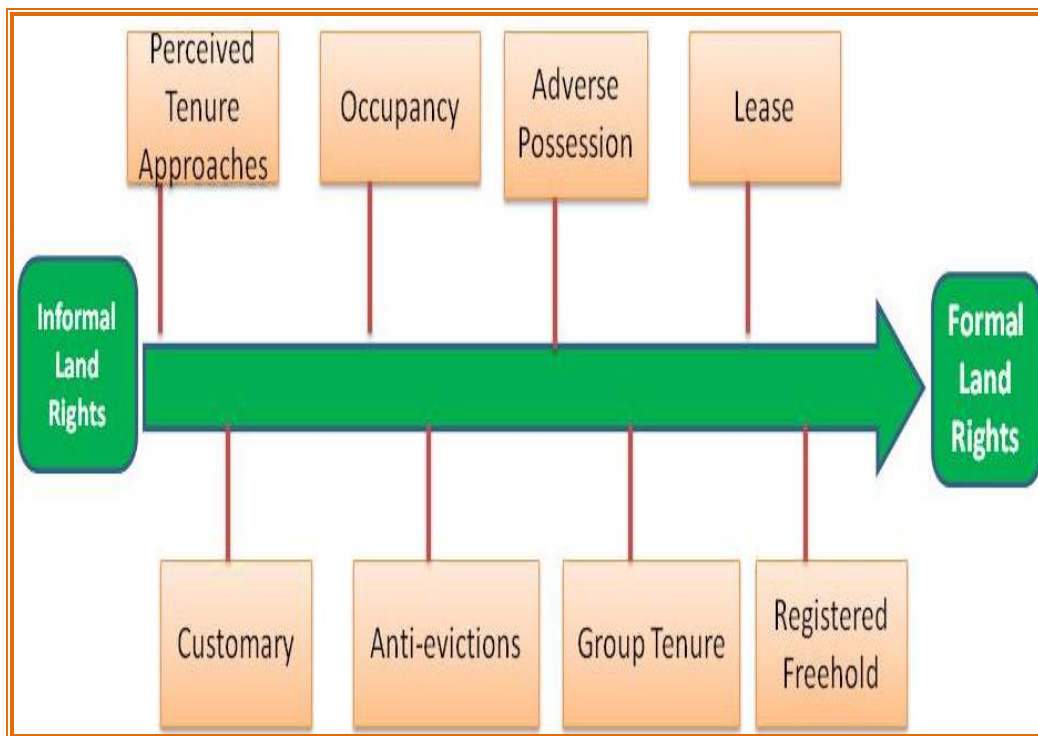 Perceived
Tenure
Approaches
Occupancy
Adverse
Possession
Lease
Informal
Land
Rights
Formal
Land
Rights
Customary
Anti-evictions
Group Tenure
Registered
Freehold